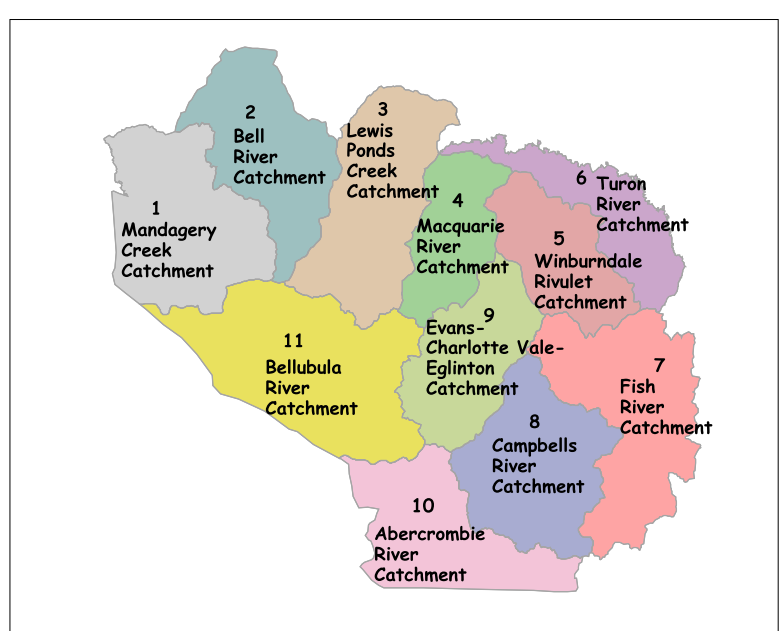 1
Mandagery
Creek
Catchment
2
Bell
River
Catchment
3
Lewis
Ponds
Creek
Catchment
4
Macquarie
River
Catchment
5
Winburndale
Rivulet
Catchment
6
Turon
River
Catchment
7
Fish
River
Catchment
8
Campbells
River
Catchment
9
Evans-
Charlotte Vale-
Eglinton
Catchment
10
Abercrombie
River
Catchment
11
Bellubula
River
Catchment